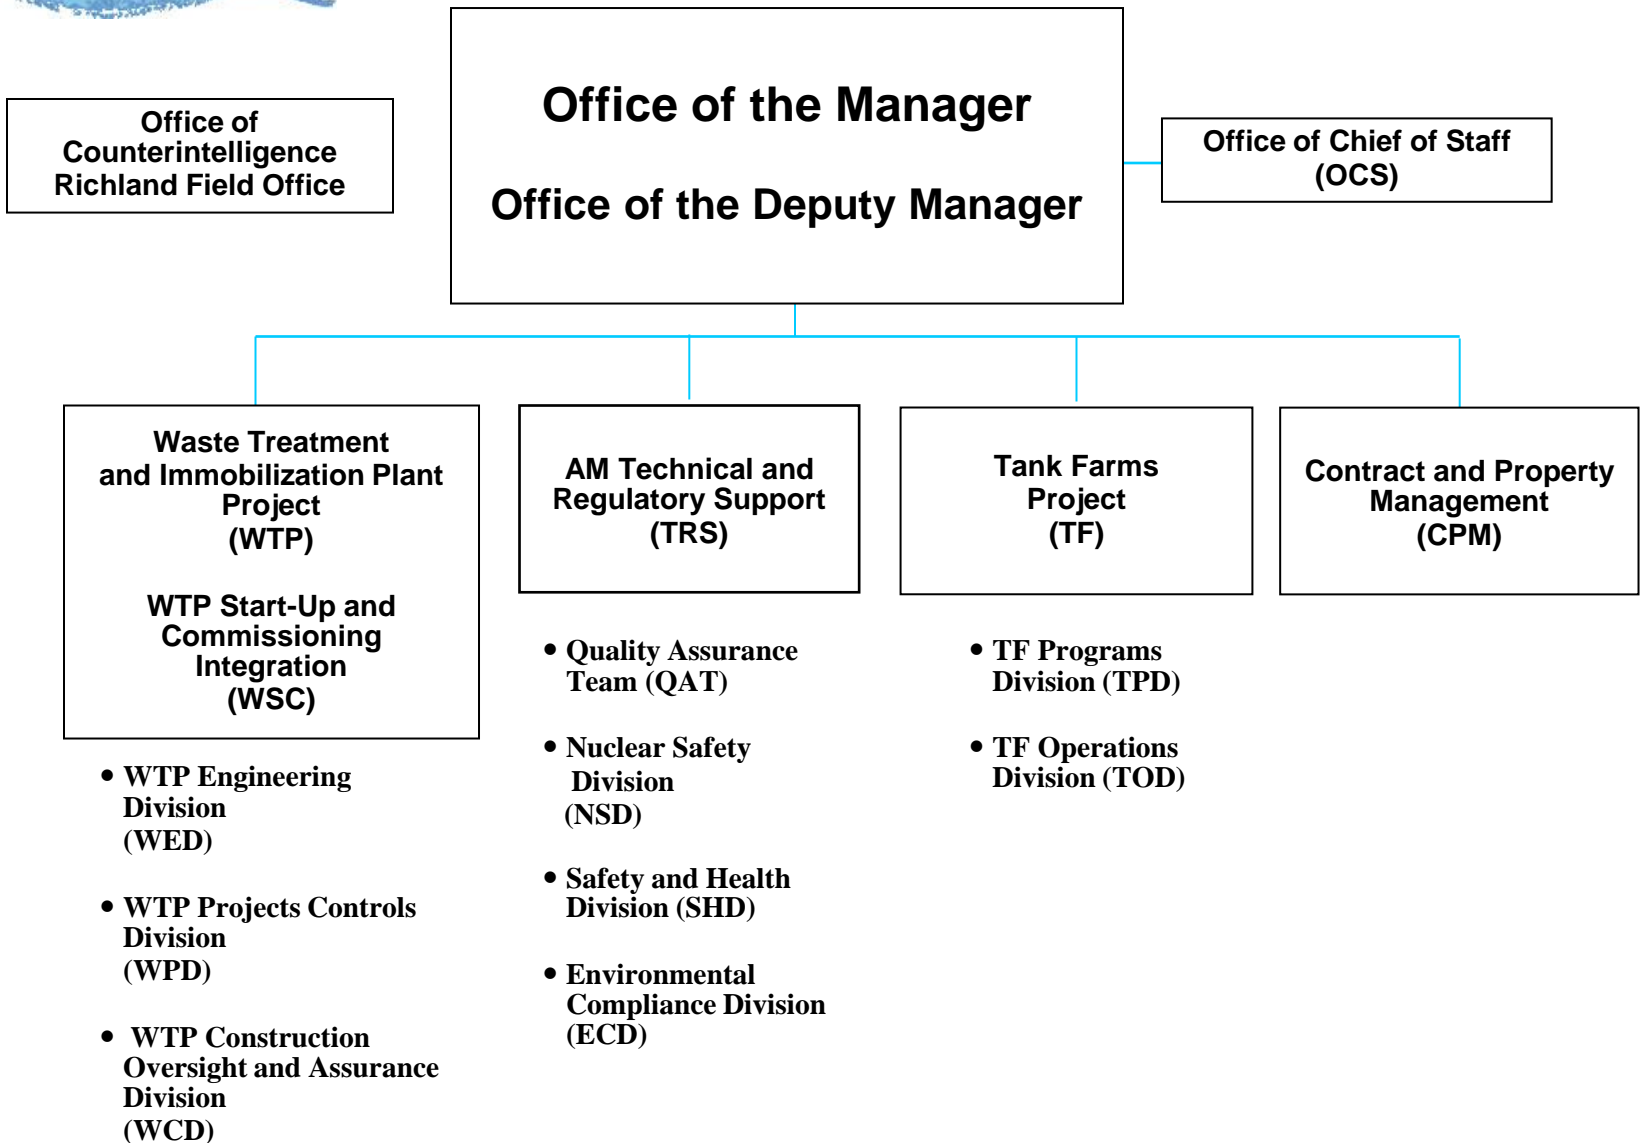 Office of the Manager
Office of the Deputy Manager
Office of
Counterintelligence
Richland Field Office
Office of Chief of Staff
(OCS)
Waste Treatment
and Immobilization Plant
Project
(WTP)
WTP Start-Up and
Commissioning
Integration
(WSC)
• WTP Engineering
Division
(WED)
• WTP Projects Controls
Division
(WPD)
• WTP Construction
Oversight and Assurance
Division
(WCD)
AM Technical and
Regulatory Support
(TRS)
• Quality Assurance
Team (QAT)
• Nuclear Safety
Division
(NSD)
• Safety and Health
Division (SHD)
• Environmental
Compliance Division
(ECD)
Tank Farms
Project
(TF)
• TF Programs
Division (TPD)
• TF Operations
Division (TOD)
Contract and Property
Management
(CPM)